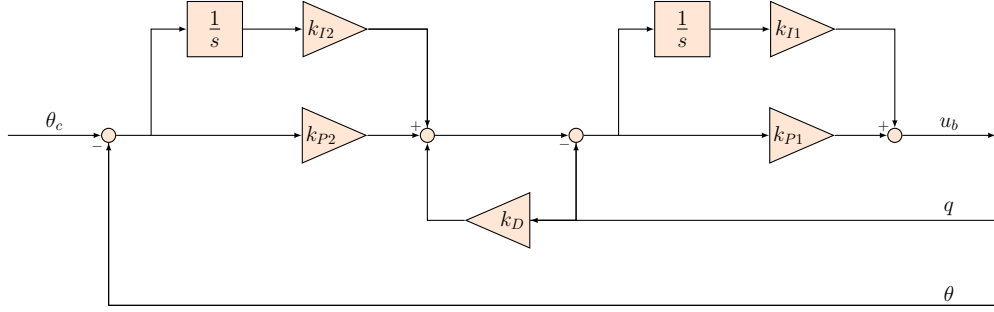 1/s
k_{I2}
1/s
k_{I1}
θ_c
−
k_{P2}
+
−
k_{P1}
+
u_b
k_D
q
θ